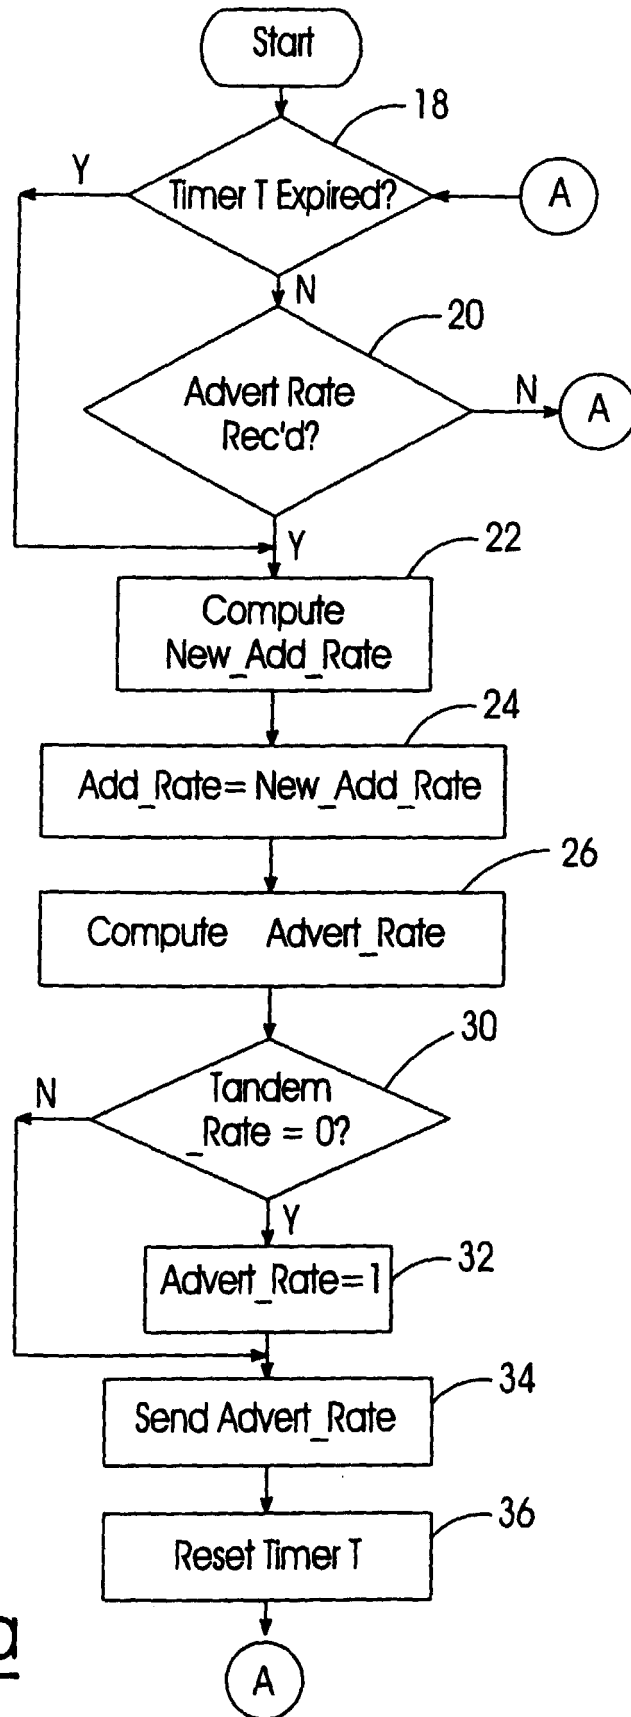 Start
18
Y
Timer T Expired?
A
N
20
Advert Rate
Rec'd?
N
A
Y
22
Compute
New_Add_Rate
24
Add_Rate= New_Add_Rate
26
Compute Advert_Rate
30
N
Tandem
_Rate = 0?
Y
32
Advert_Rate=1
34
Send Advert_Rate
36
Reset Timer T
a
A